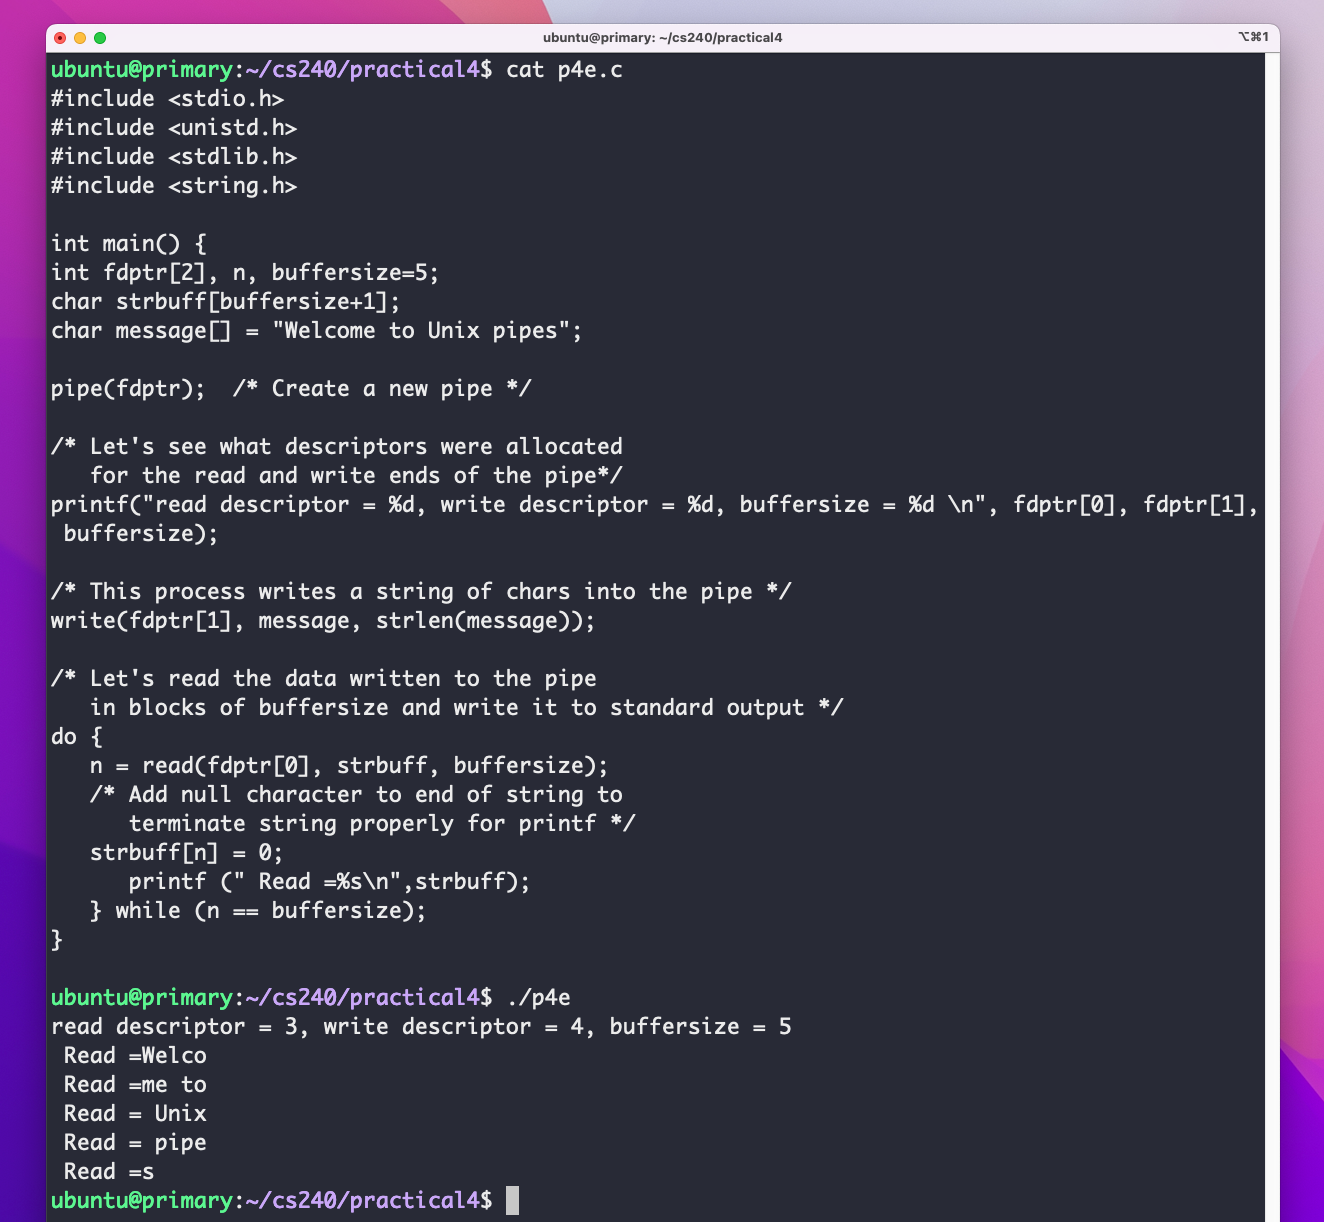 ubuntu@primary: ~/cs240/practical4
⌥⌘1
ubuntu@primary:~/cs240/practical4$ cat p4e.c
#include <stdio.h>
#include <unistd.h>
#include <stdlib.h>
#include <string.h>

int main() {
int fdptr[2], n, buffersize=5;
char strbuff[buffersize+1];
char message[] = "Welcome to Unix pipes";

pipe(fdptr);  /* Create a new pipe */

/* Let's see what descriptors were allocated
   for the read and write ends of the pipe*/
printf("read descriptor = %d, write descriptor = %d, buffersize = %d \n", fdptr[0], fdptr[1],
 buffersize);

/* This process writes a string of chars into the pipe */
write(fdptr[1], message, strlen(message));

/* Let's read the data written to the pipe
   in blocks of buffersize and write it to standard output */
do {
   n = read(fdptr[0], strbuff, buffersize);
   /* Add null character to end of string to
      terminate string properly for printf */
   strbuff[n] = 0;
      printf (" Read =%s\n",strbuff);
   } while (n == buffersize);
}

ubuntu@primary:~/cs240/practical4$ ./p4e
read descriptor = 3, write descriptor = 4, buffersize = 5
 Read =Welco
 Read =me to
 Read = Unix
 Read = pipe
 Read =s
ubuntu@primary:~/cs240/practical4$